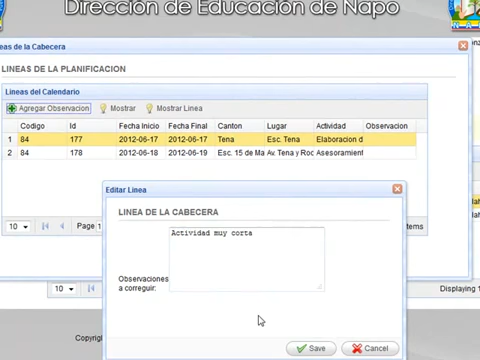 Dirección de Educación de Napo
eas de la Cabecera
LINEAS DE LA PLANIFICACION
Lineas del Calendario
Agregar Observacion Mostrar Mostrar Linea
Codigo Id Fecha Inicio Fecha Final Canton Lugar Actividad Observacion
1 84 177 2012-06-17 2012-06-17 Tena Esc. Tena Elaboracion d
2 84 178 2012-06-18 2012-06-19 Esc. 15 de Ma Av. Tena y Roc Asesoramient
Editar Linea
LINEA DE LA CABECERA
Actividad muy corta
Observaciones
a correguir:
10 Page 1 tems
10 Displaying 1
Copyrigh
Save Cancel